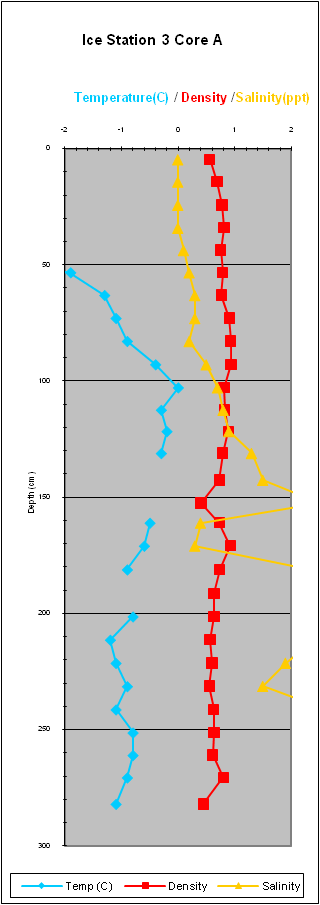 Ice Station 3 Core A
Temperature(C) / Density /Salinity(ppt)
-2 -1 0 1 2
0
50
100
150
200
250
300
Depth (cm)
Temp (C) Density Salinity